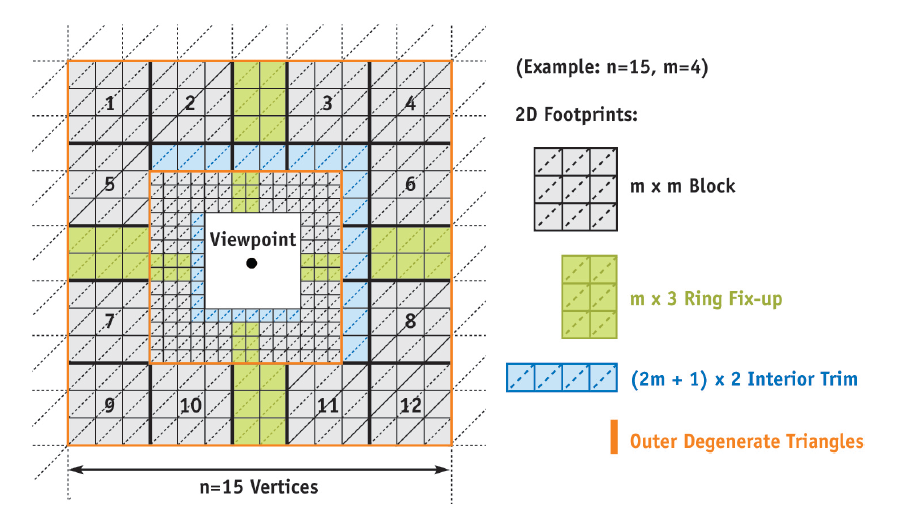 (Example: n=15, m=4)
2D Footprints:
1 2 3 4
m x m Block
5 6
Viewpoint
m x 3 Ring Fix-up
7 8
(2m + 1) x 2 Interior Trim
9 10 11 12
Outer Degenerate Triangles
n=15 Vertices